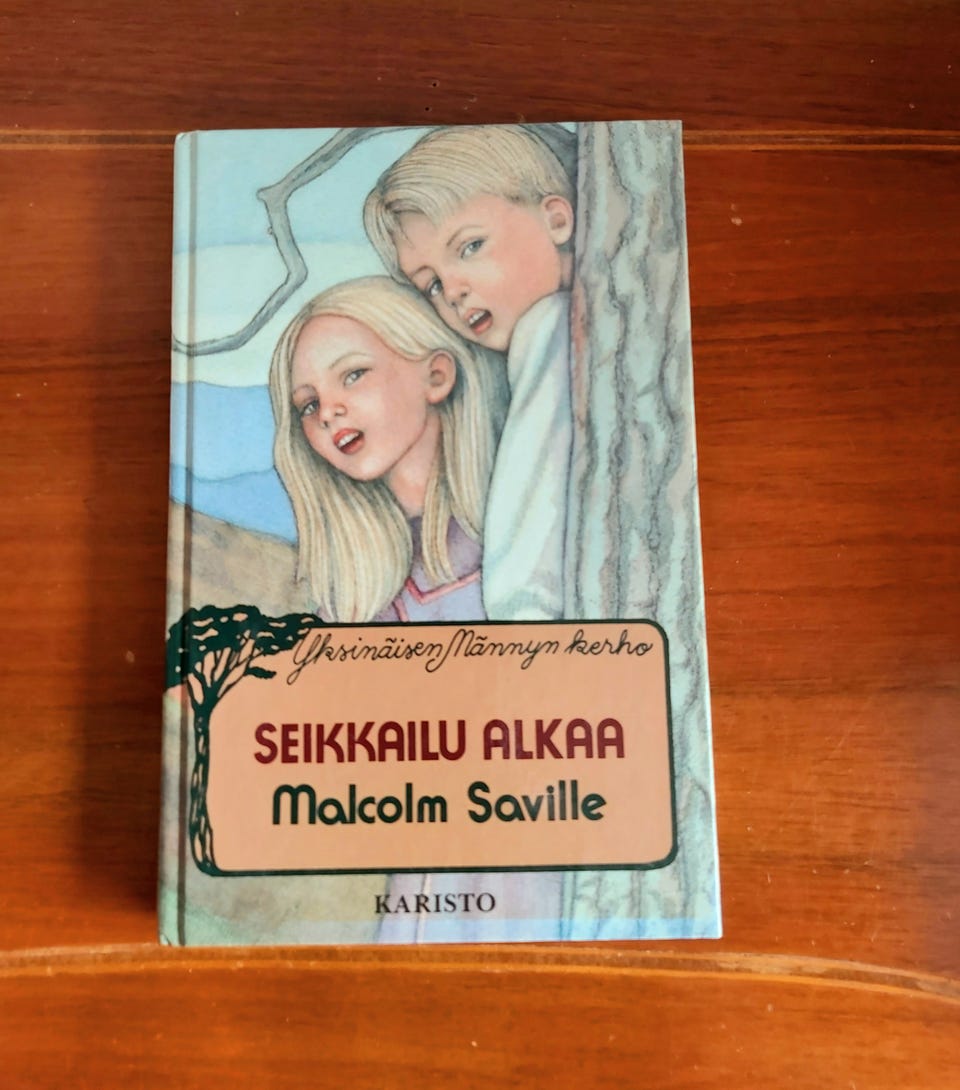 Yksinäisen Männyn kerho
SEIKKAILU ALKAA
Malcolm Saville
KARISTO